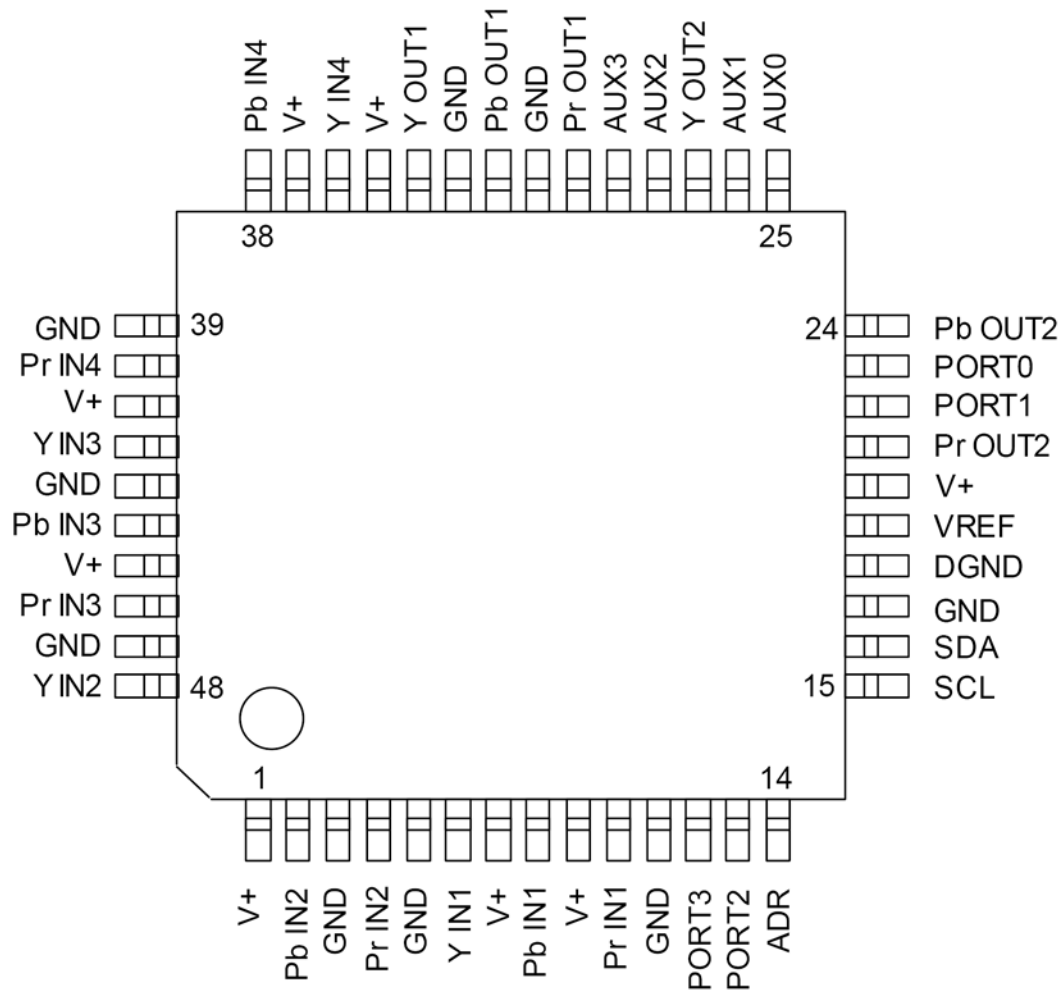 Pb IN4
V+
Y IN4
V+
Y OUT1
GND
Pb OUT1
GND
Pr OUT1
AUX3
AUX2
Y OUT2
AUX1
AUX0
38
25
GND
39
24
Pb OUT2
Pr IN4
PORT0
V+
PORT1
Y IN3
Pr OUT2
GND
V+
Pb IN3
VREF
V+
DGND
Pr IN3
GND
GND
SDA
Y IN2
48
15
SCL
1
14
V+
Pb IN2
GND
Pr IN2
GND
Y IN1
V+
Pb IN1
V+
Pr IN1
GND
PORT3
PORT2
ADR